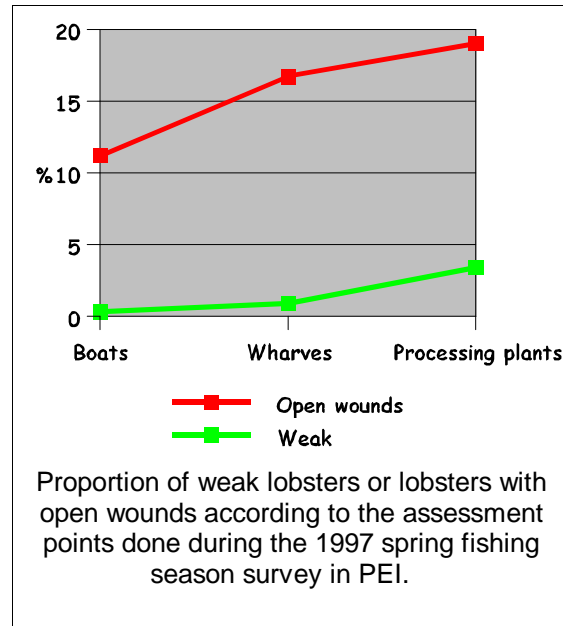 20
15
%10
5
0
Boats Wharves Processing plants
Open wounds
Weak
Proportion of weak lobsters or lobsters with
open wounds according to the assessment
points done during the 1997 spring fishing
season survey in PEI.